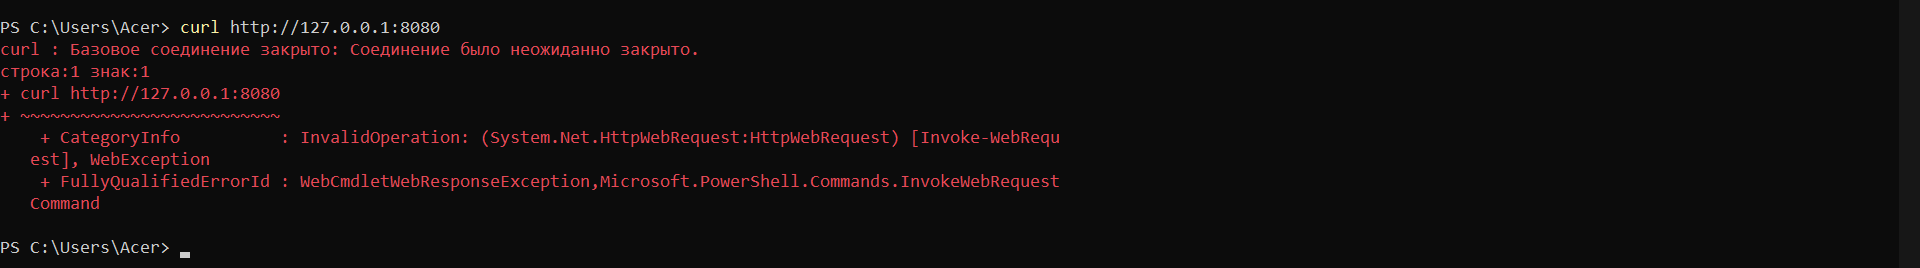 PS C:\Users\Acer> curl http://127.0.0.1:8080
curl : Базовое соединение закрыто: Соединение было неожиданно закрыто.
строка:1 знак:1
+ curl http://127.0.0.1:8080
+ ~~~~~~~~~~~~~~~~~~~~~~~~~~
    + CategoryInfo          : InvalidOperation: (System.Net.HttpWebRequest:HttpWebRequest) [Invoke-WebRequ
   est], WebException
    + FullyQualifiedErrorId : WebCmdletWebResponseException,Microsoft.PowerShell.Commands.InvokeWebRequest
   Command
PS C:\Users\Acer>